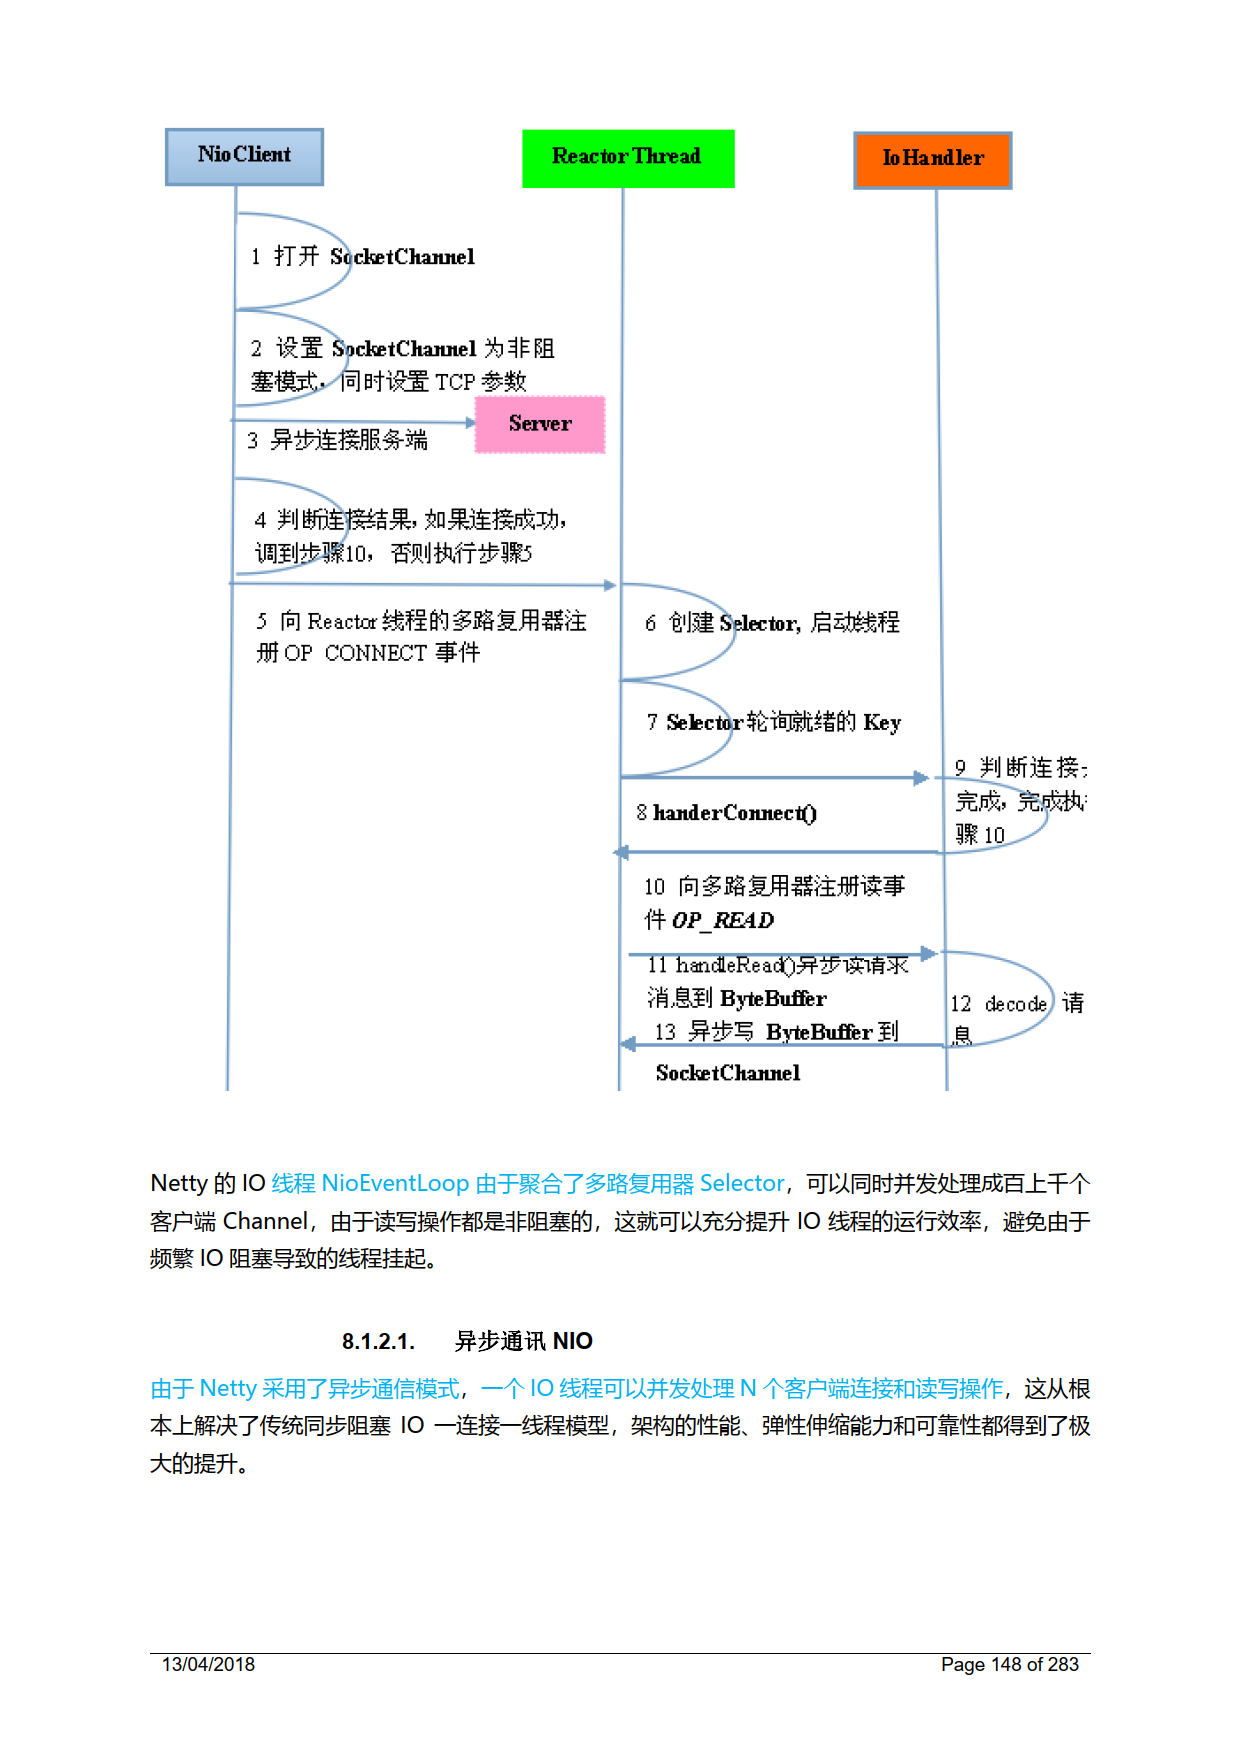 NioClient
Reactor Thread
IoHandler
1 打开 SocketChannel
2 设置 SocketChannel 为非阻
塞模式，同时设置 TCP 参数
Server
3 异步连接服务端
4 判断连接结果，如果连接成功，
调到步骤10，否则执行步骤5
5 向 Reactor 线程的多路复用器注
册 OP_CONNECT 事件
6 创建 Selector, 启动线程
7 Selector 轮询就绪的 Key
8 handerConnect()
9 判断连接
完成，完成执
骤 10
10 向多路复用器注册读事
件 OP_READ
11 handleRead()异步读请求
消息到 ByteBuffer
12 decode 请
息
13 异步写 ByteBuffer 到
SocketChannel
Netty 的 IO 线程 NioEventLoop 由于聚合了多路复用器 Selector，可以同时并发处理成百上千个
客户端 Channel，由于读写操作都是非阻塞的，这就可以充分提升 IO 线程的运行效率，避免由于
频繁 IO 阻塞导致的线程挂起。
8.1.2.1. 异步通讯 NIO
由于 Netty 采用了异步通信模式，一个 IO 线程可以并发处理 N 个客户端连接和读写操作，这从根
本上解决了传统同步阻塞 IO 一连接一线程模型，架构的性能、弹性伸缩能力和可靠性都得到了极
大的提升。
13/04/2018
Page 148 of 283